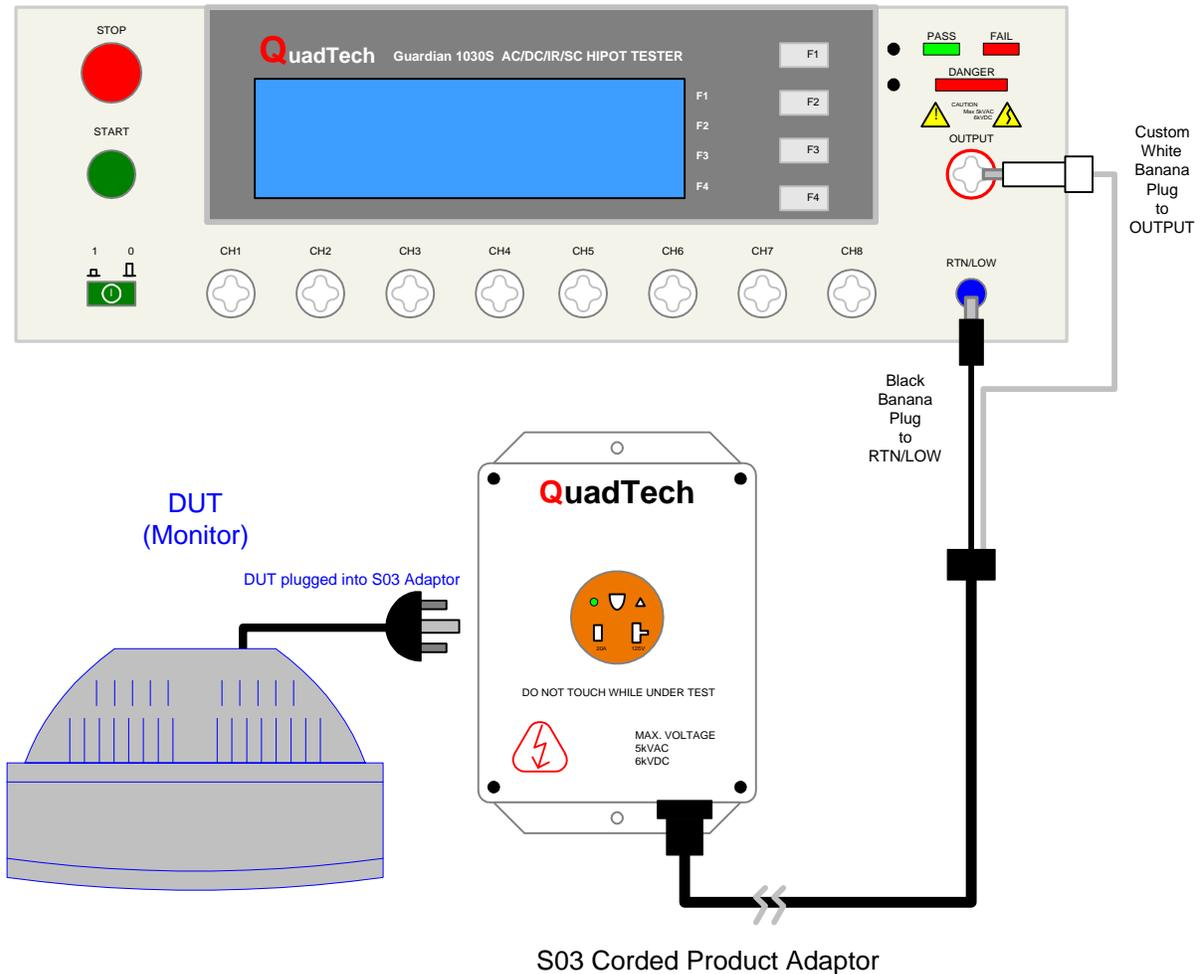 STOP
START
1 0
QuadTech Guardian 1030S AC/DC/IR/SC HIPOT TESTER
F1
F2
F3
F4
F1
F2
F3
F4
PASS FAIL
DANGER
CAUTION
Max 5kVAC
6kVDC
OUTPUT
RTN/LOW
CH1 CH2 CH3 CH4 CH5 CH6 CH7 CH8
Custom
White
Banana
Plug
to
OUTPUT
Black
Banana
Plug
to
RTN/LOW
DUT
(Monitor)
DUT plugged into S03 Adaptor
QuadTech
20A 125V
DO NOT TOUCH WHILE UNDER TEST
MAX. VOLTAGE
5kVAC
6kVDC
S03 Corded Product Adaptor